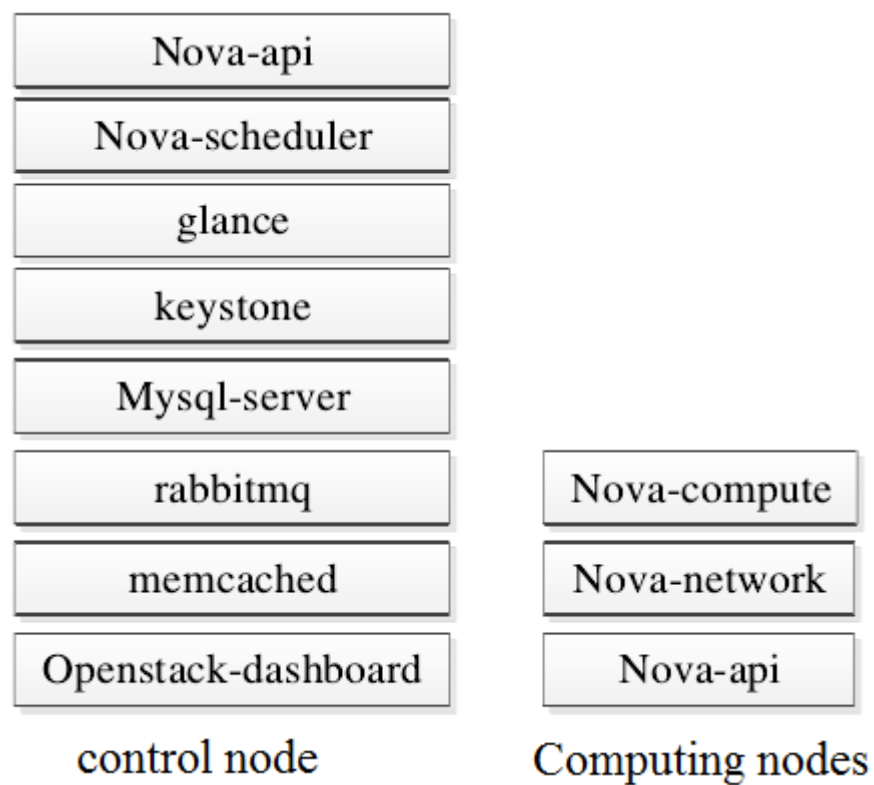 Nova-api
Nova-scheduler
glance
keystone
Mysql-server
rabbitmq
memcached
Openstack-dashboard
control node
Nova-compute
Nova-network
Nova-api
Computing nodes